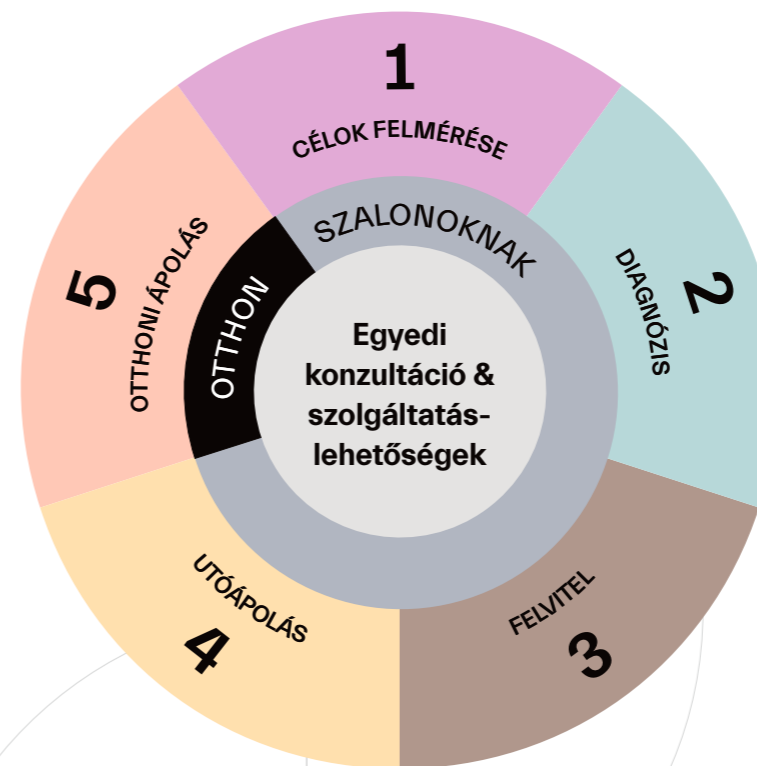 1
CÉLOK FELMÉRÉSE
SZALONOKNAK
2
DIAGNÓZIS
3
FELVITEL
4
UTÓÁPOLÁS
5
OTTHONI ÁPOLÁS
OTTHON
Egyedi
konzultáció &
szolgáltatás-
lehetőségek